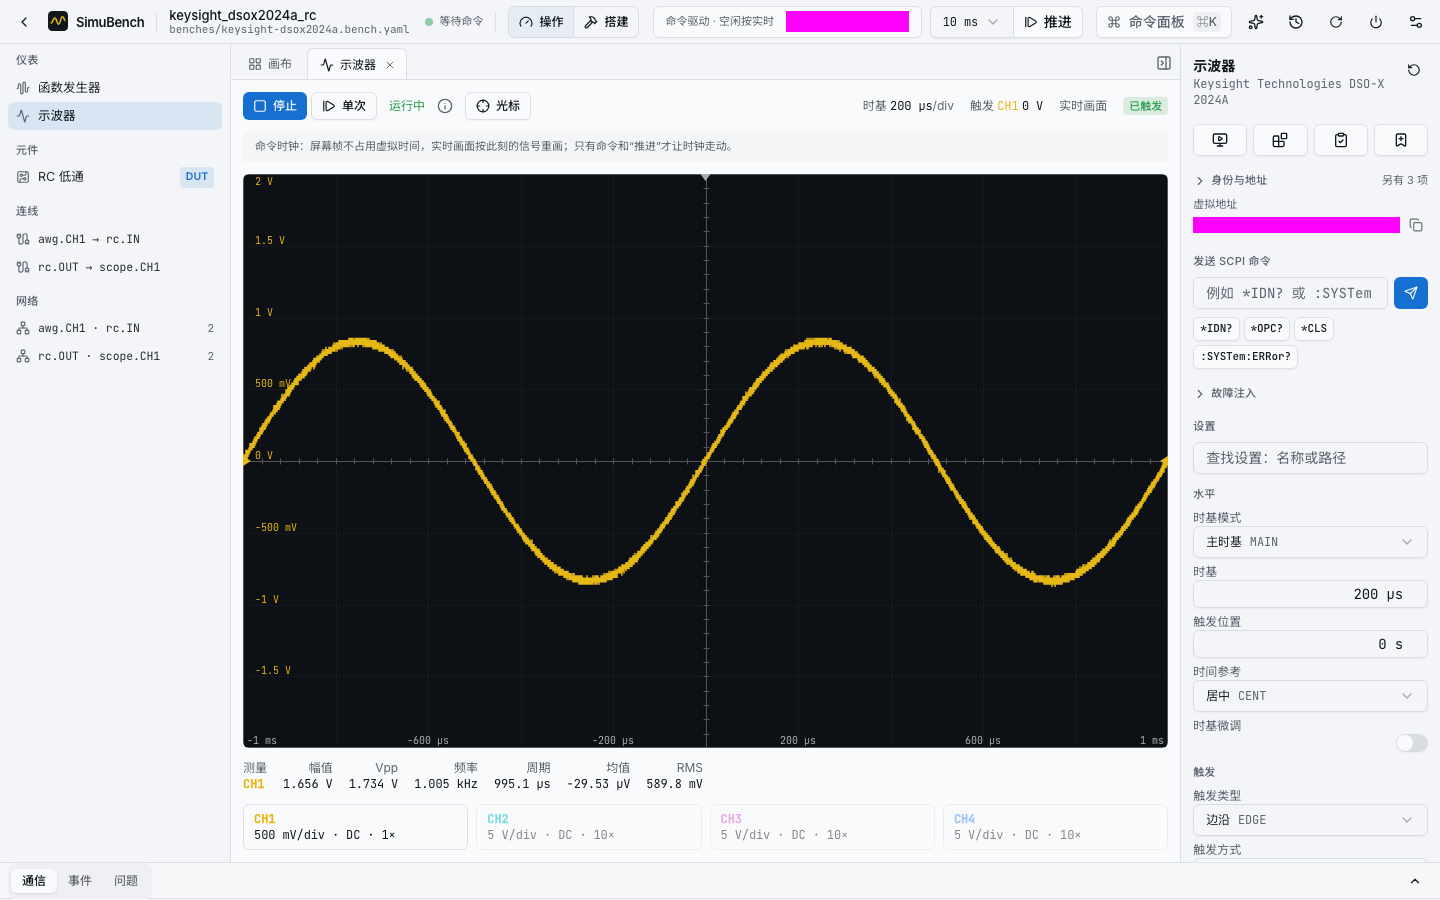 SimuBench
keysight_dsox2024a_rc
benches/keysight-dsox2024a.bench.yaml
等待命令
操作
搭建
命令驱动 · 空闲按实时
10 ms
推进
命令面板
⌘K
仪表
函数发生器
示波器
元件
RC 低通
DUT
连线
awg.CH1 → rc.IN
rc.OUT → scope.CH1
网络
awg.CH1 · rc.IN
2
rc.OUT · scope.CH1
2
画布
示波器
停止
单次
运行中
光标
时基 200 µs/div
触发 CH1 0 V
实时画面
已触发
命令时钟：屏幕帧不占用虚拟时间，实时画面按此刻的信号重画；只有命令和“推进”才让时钟走动。
2 V
1.5 V
1 V
500 mV
0 V
-500 mV
-1 V
-1.5 V
-1 ms
-600 µs
-200 µs
200 µs
600 µs
1 ms
测量 幅值 Vpp 频率 周期 均值 RMS
CH1 1.656 V 1.734 V 1.005 kHz 995.1 µs -29.53 µV 589.8 mV
CH1
500 mV/div · DC · 1×
CH2
5 V/div · DC · 10×
CH3
5 V/div · DC · 10×
CH4
5 V/div · DC · 10×
示波器
Keysight Technologies DSO-X
2024A
身份与地址
另有 3 项
虚拟地址
发送 SCPI 命令
例如 *IDN? 或 :SYSTem
*IDN?
*OPC?
*CLS
:SYSTem:ERRor?
故障注入
设置
查找设置：名称或路径
水平
时基模式
主时基 MAIN
时基
200 µs
触发位置
0 s
时间参考
居中 CENT
时基微调
触发
触发类型
边沿 EDGE
触发方式
通信
事件
问题